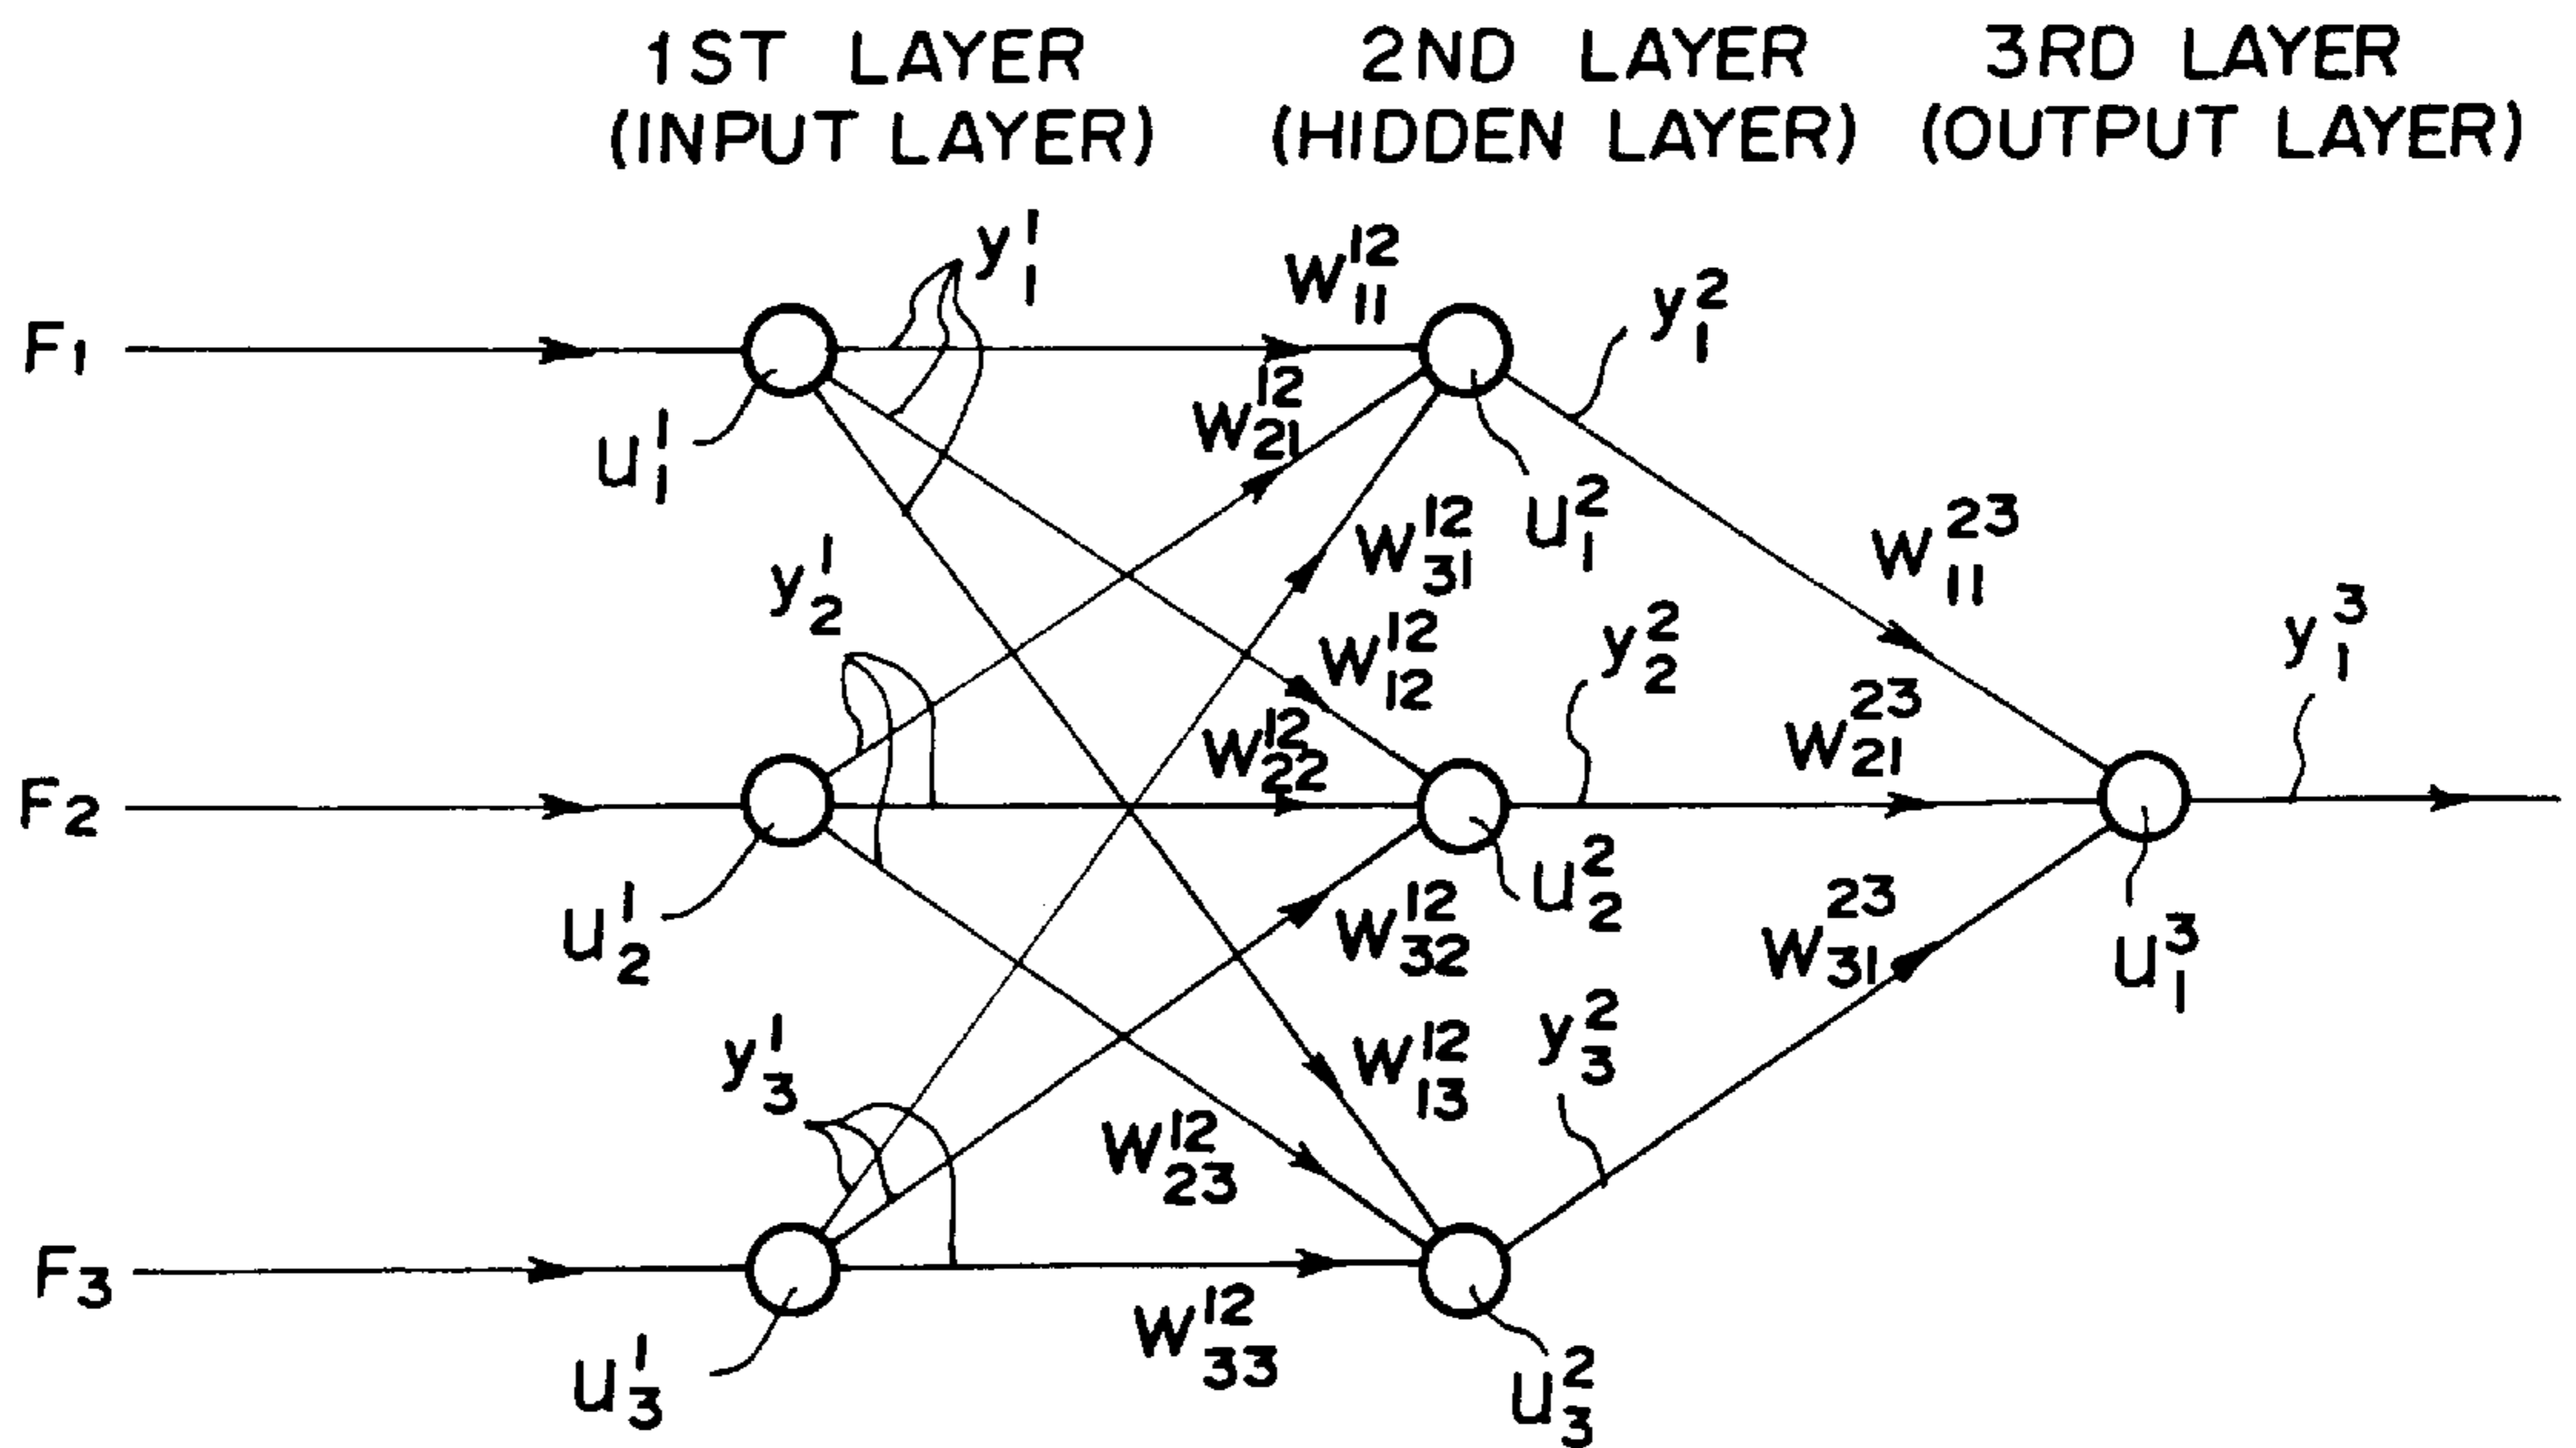 1ST LAYER 2ND LAYER 3RD LAYER
(INPUT LAYER) (HIDDEN LAYER) (OUTPUT LAYER)
y¹₁ W¹²₁₁ y²₁
F₁
W¹²₂₁
u¹₁ u²₁
W¹²₃₁ W²³₁₁
y¹₂ W¹²₁₂ y²₂ y³₁
W¹²₂₂ W²³₂₁
F₂
u¹₂ W¹²₃₂ u²₂ W²³₃₁ u³₁
y¹₃ W¹²₁₃ y²₃
W¹²₂₃
F₃
W¹²₃₃
u¹₃ u²₃